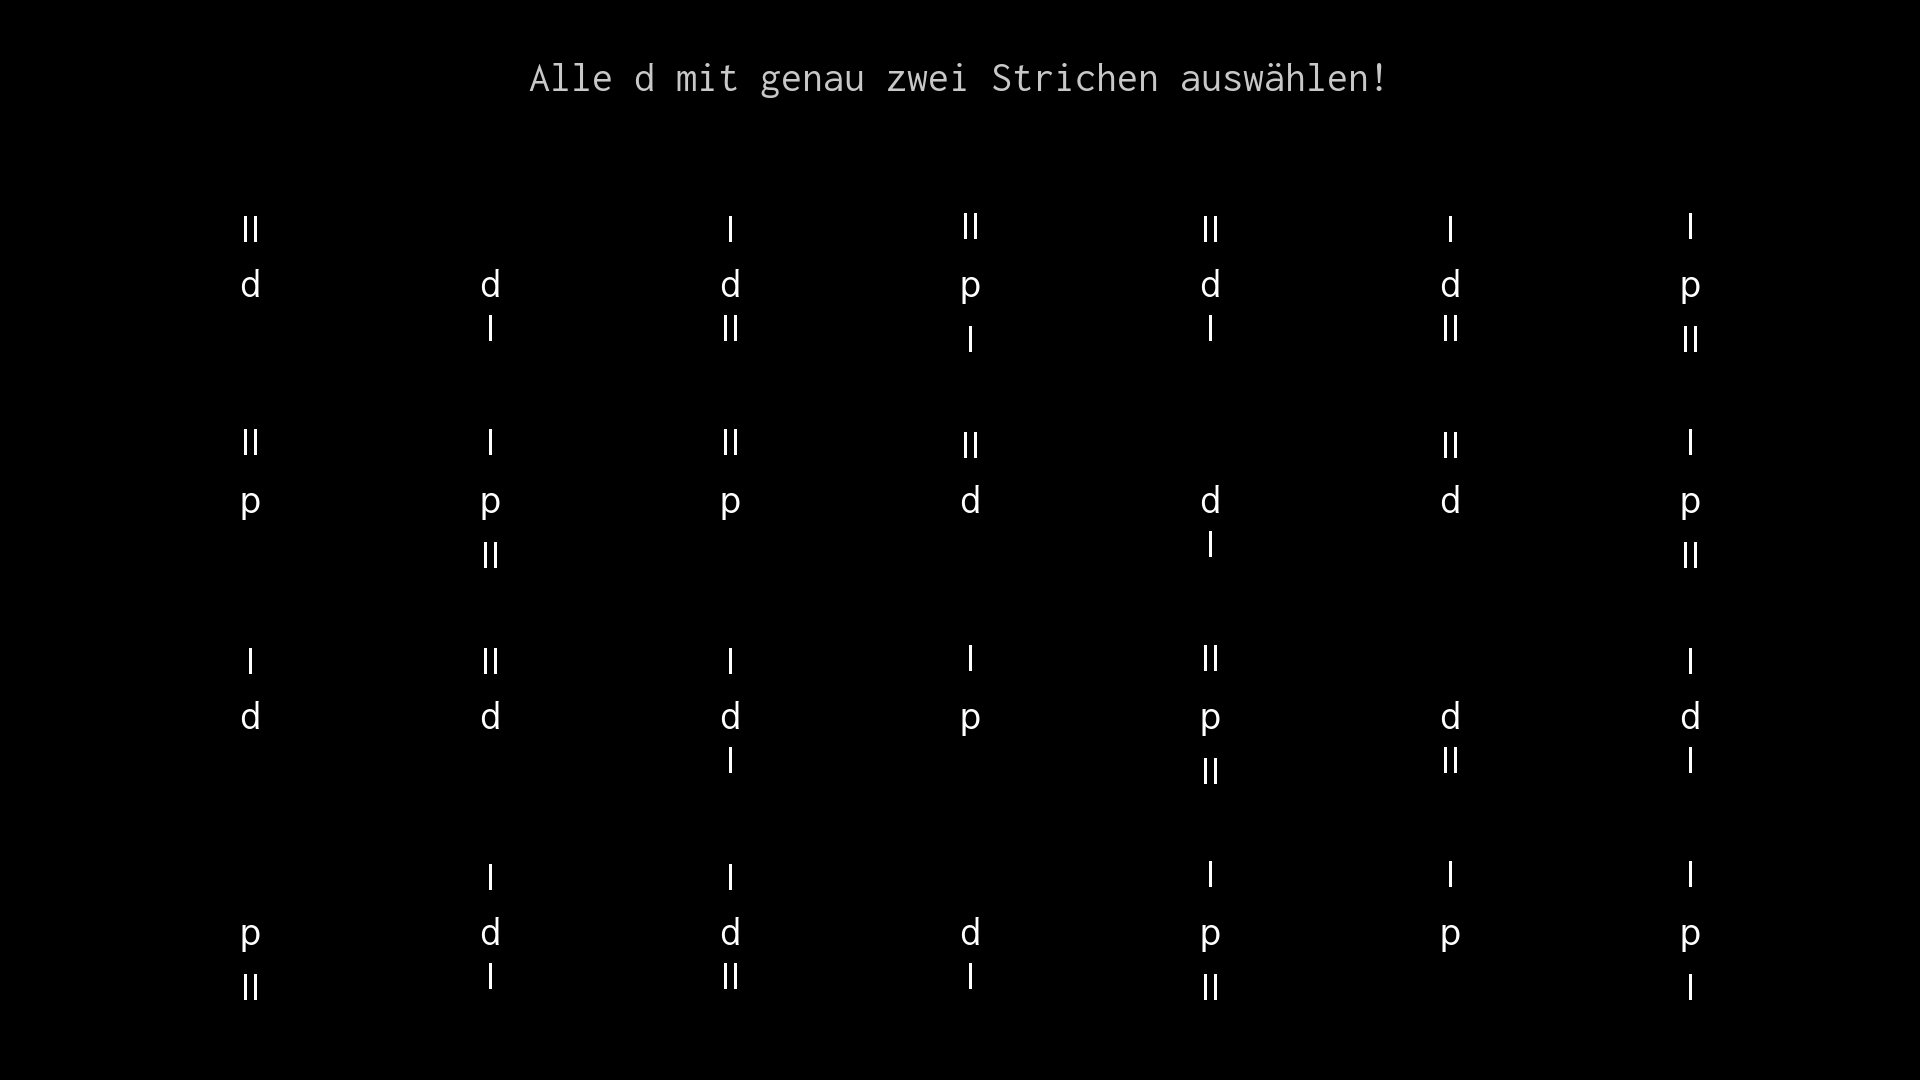 Alle d mit genau zwei Strichen auswählen!
|| | || || | |
d d d p d d p
| || | | || ||
|| | || || || |
p p p d d d p
|| | ||
| || | | || |
d d d p p d d
| || || |
| | | | |
p d d d p p p
|| | || | || |